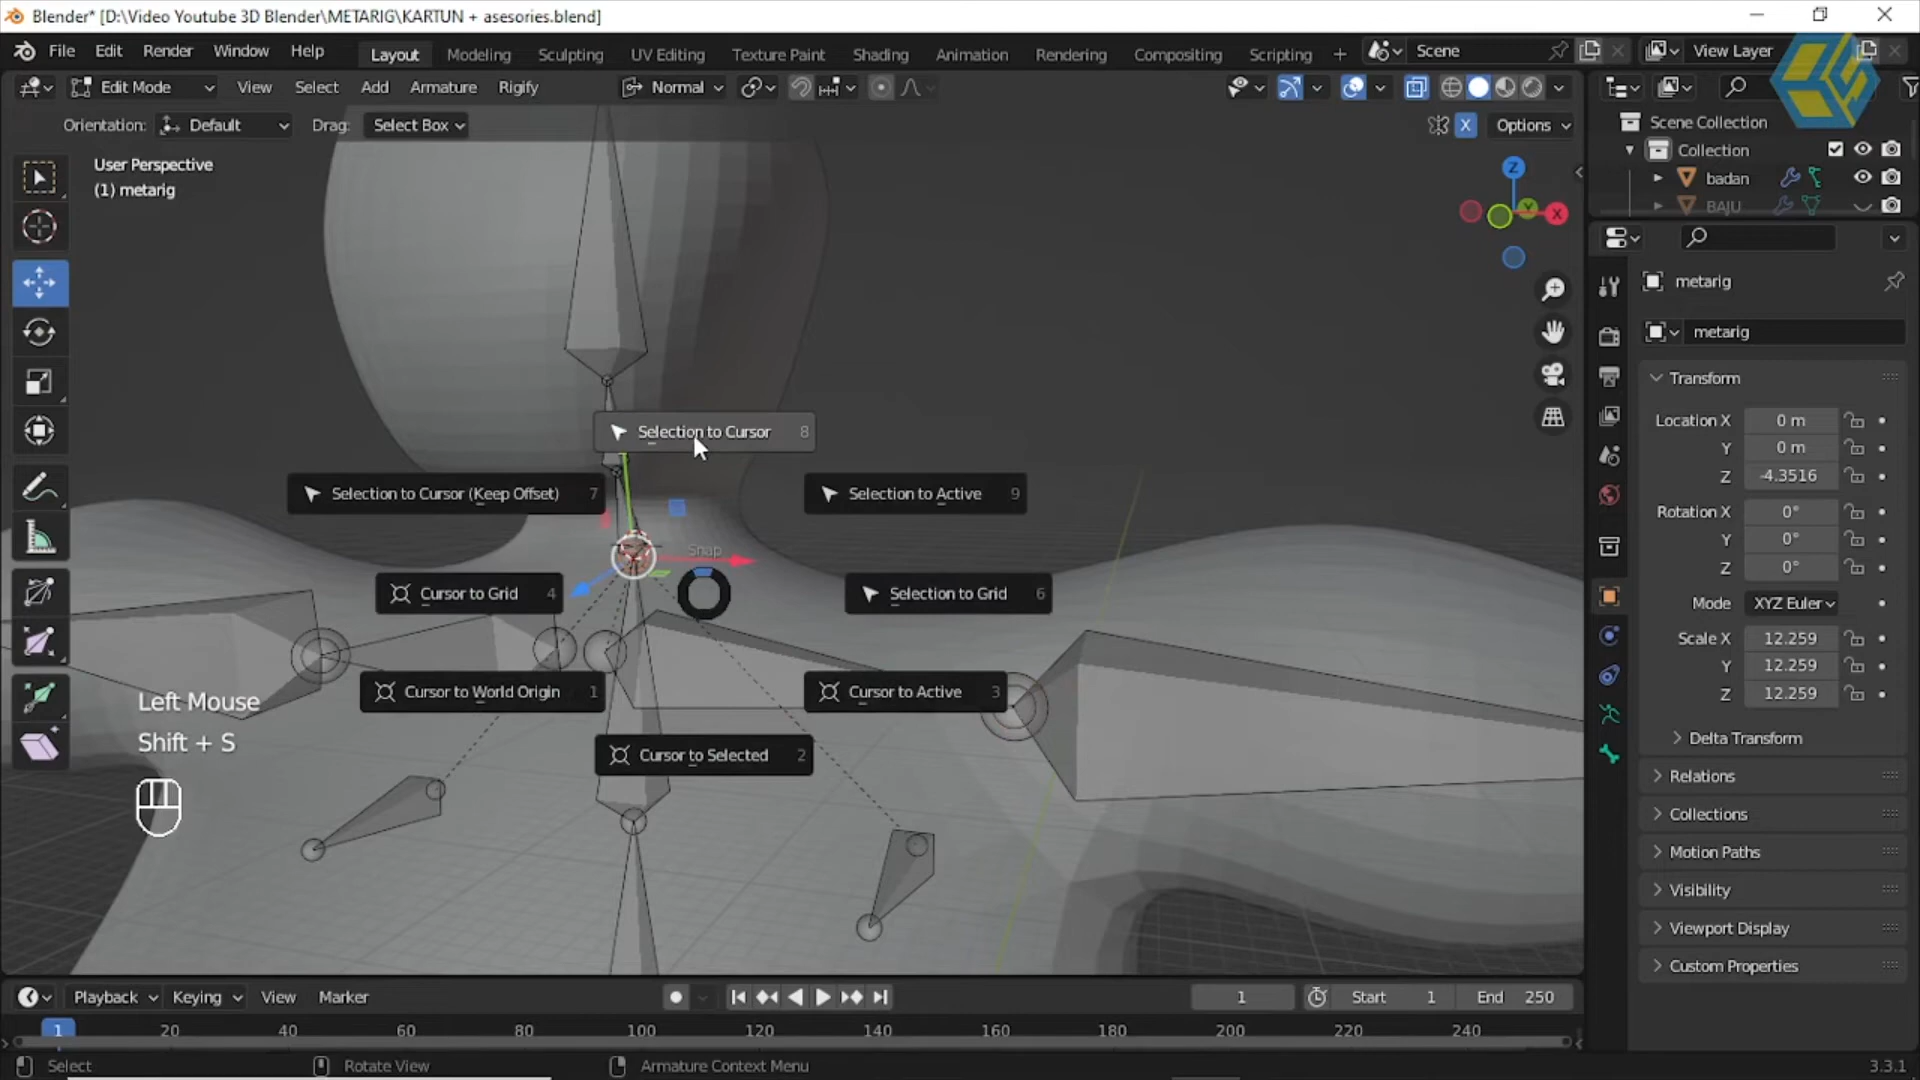 Blender* [D:\Video Youtube 3D Blender\METARIG\KARTUN + asesories.blend]
File Edit Render Window Help Layout Modeling Sculpting UV Editing Texture Paint Shading Animation Rendering Compositing Scripting + Scene View Layer
Edit Mode View Select Add Armature Rigify Normal
Orientation: Default Drag: Select Box X Options
Scene Collection
Collection
badan
BAJU
User Perspective
(1) metarig
Z
Y
X
metarig
metarig
Transform
Location X 0 m
Y 0 m
Z -4.3516
Rotation X 0°
Y 0°
Z 0°
Mode XYZ Euler
Scale X 12.259
Y 12.259
Z 12.259
Delta Transform
Relations
Collections
Motion Paths
Visibility
Viewport Display
Custom Properties
Selection to Cursor 8
Selection to Cursor (Keep Offset) 7
Selection to Active 9
Snap
Cursor to Grid 4
Selection to Grid 6
Cursor to World Origin 1
Cursor to Active 3
Cursor to Selected 2
Left Mouse
Shift + S
Playback Keying View Marker 1 Start 1 End 250
1 20 40 60 80 100 120 140 160 180 200 220 240
Select Rotate View Armature Context Menu 3.3.1